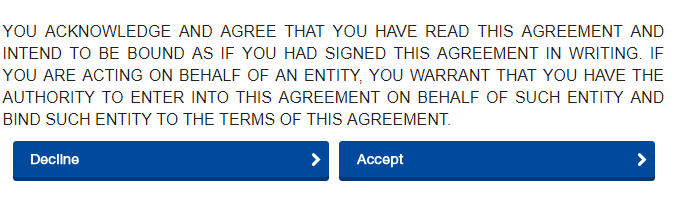 YOU ACKNOWLEDGE AND AGREE THAT YOU HAVE READ THIS AGREEMENT AND
INTEND TO BE BOUND AS IF YOU HAD SIGNED THIS AGREEMENT IN WRITING. IF
YOU ARE ACTING ON BEHALF OF AN ENTITY, YOU WARRANT THAT YOU HAVE THE
AUTHORITY TO ENTER INTO THIS AGREEMENT ON BEHALF OF SUCH ENTITY AND
BIND SUCH ENTITY TO THE TERMS OF THIS AGREEMENT.
Decline
Accept